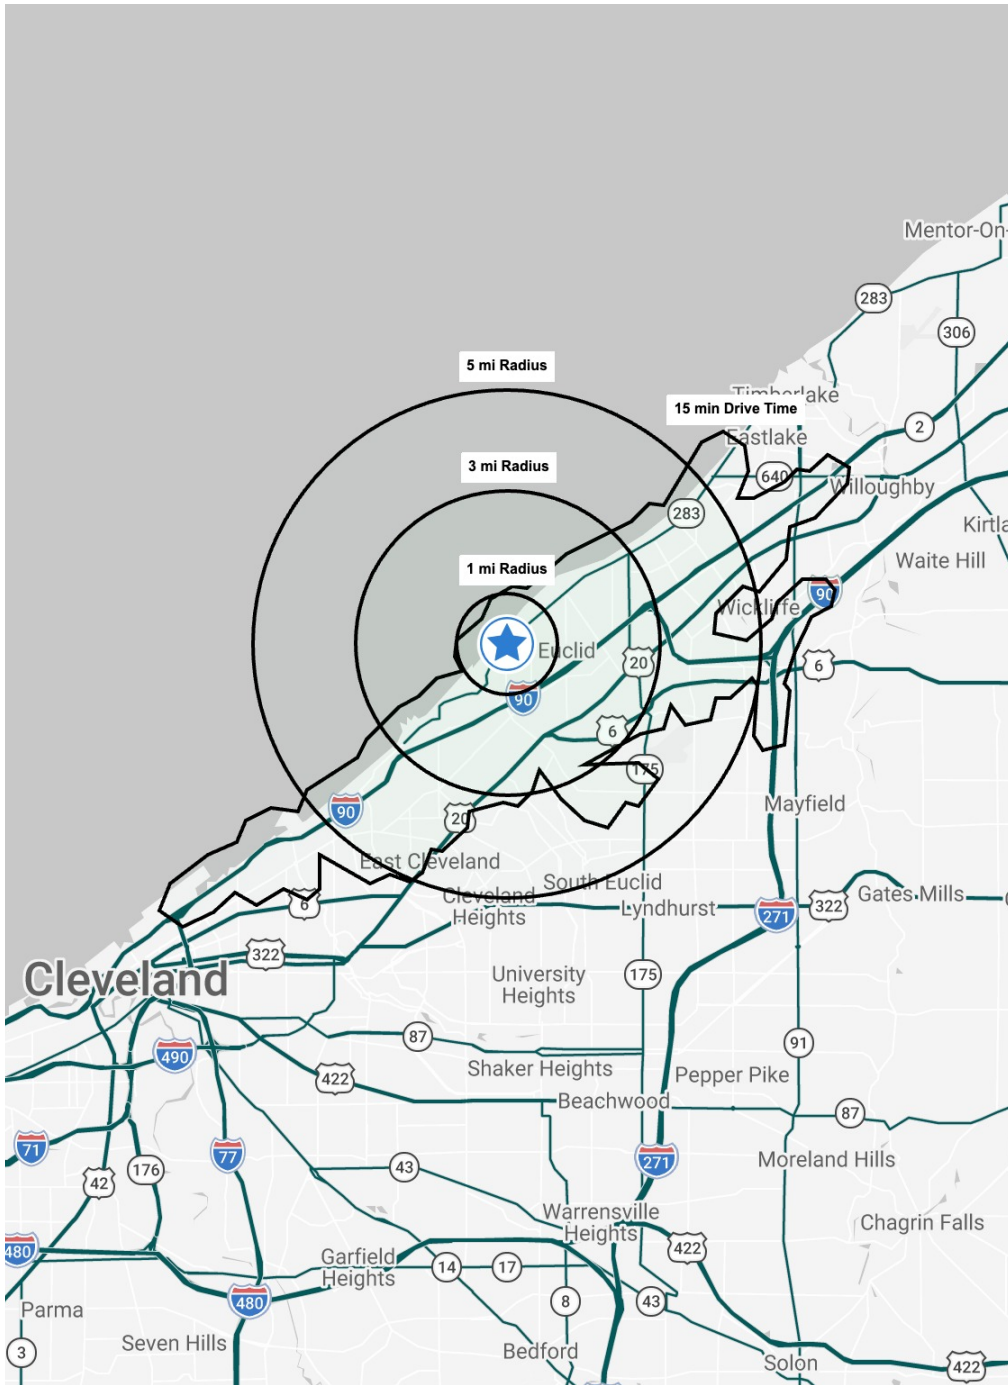 Mentor-On-
283
306
5 mi Radius
Timberlake
15 min Drive Time
2
Eastlake
3 mi Radius
640
Willoughby
283
Kirtla
1 mi Radius
Waite Hill
90
Wickliffe
Euclid
20
6
90
6
175
Mayfield
90
20
East Cleveland
South Euclid
Gates Mills
Cleveland
Heights
6
Lyndhurst
322
271
322
University
Heights
175
Cleveland
87
91
490
Shaker Heights
Pepper Pike
422
Beachwood
87
71
77
271
Moreland Hills
43
176
42
Warrensville
Heights
Chagrin Falls
422
480
Garfield
Heights
14
17
480
8
43
Parma
Seven Hills
Bedford
3
Solon
422